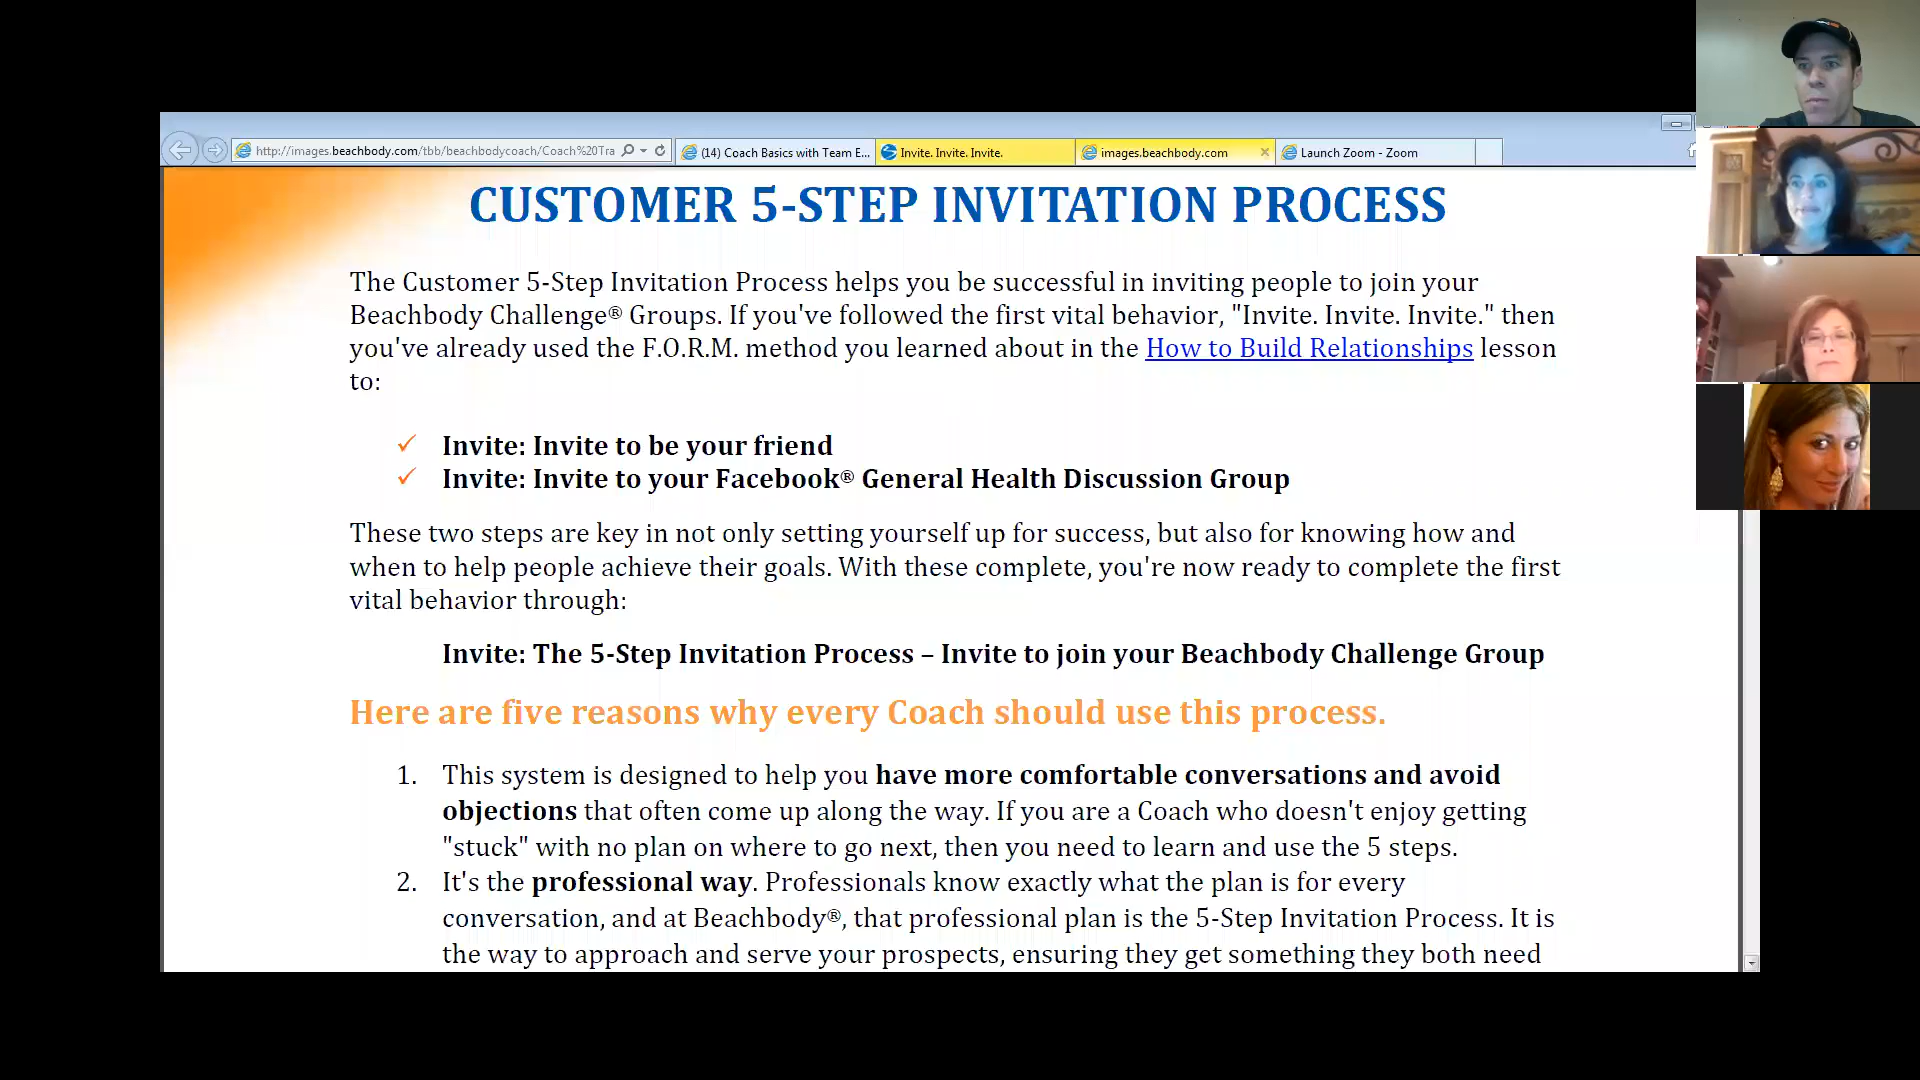 http://images.beachbody.com/tbb/beachbodycoach/Coach%20Tra
(14) Coach Basics with Team E...
Invite. Invite. Invite.
images.beachbody.com
Launch Zoom - Zoom
CUSTOMER 5-STEP INVITATION PROCESS
The Customer 5-Step Invitation Process helps you be successful in inviting people to join your
Beachbody Challenge® Groups. If you've followed the first vital behavior, "Invite. Invite. Invite." then
you've already used the F.O.R.M. method you learned about in the How to Build Relationships lesson
to:
✓ Invite: Invite to be your friend
✓ Invite: Invite to your Facebook® General Health Discussion Group
These two steps are key in not only setting yourself up for success, but also for knowing how and
when to help people achieve their goals. With these complete, you're now ready to complete the first
vital behavior through:
Invite: The 5-Step Invitation Process – Invite to join your Beachbody Challenge Group
Here are five reasons why every Coach should use this process.
1. This system is designed to help you have more comfortable conversations and avoid
objections that often come up along the way. If you are a Coach who doesn't enjoy getting
"stuck" with no plan on where to go next, then you need to learn and use the 5 steps.
2. It's the professional way. Professionals know exactly what the plan is for every
conversation, and at Beachbody®, that professional plan is the 5-Step Invitation Process. It is
the way to approach and serve your prospects, ensuring they get something they both need